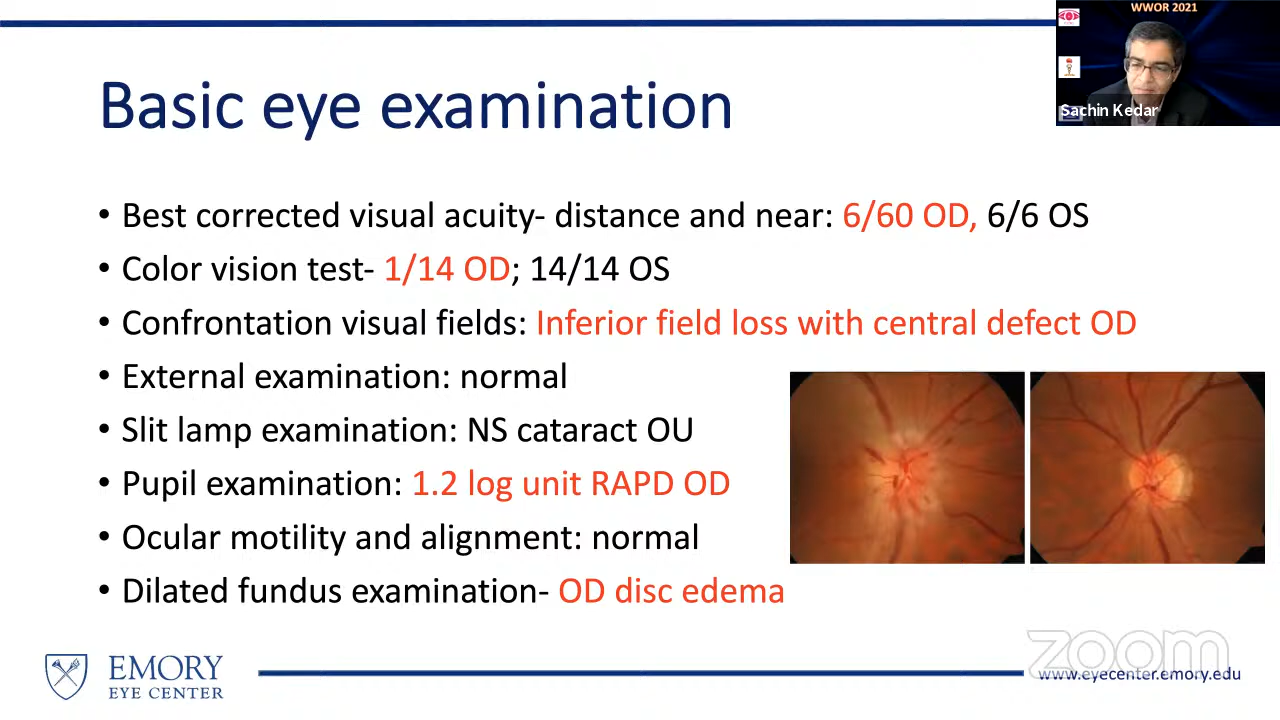 WWOR 2021
Sachin Kedar
Basic eye examination
• Best corrected visual acuity- distance and near: 6/60 OD, 6/6 OS
• Color vision test- 1/14 OD; 14/14 OS
• Confrontation visual fields: Inferior field loss with central defect OD
• External examination: normal
• Slit lamp examination: NS cataract OU
• Pupil examination: 1.2 log unit RAPD OD
• Ocular motility and alignment: normal
• Dilated fundus examination- OD disc edema
EMORY
EYE CENTER
zoom
www.eyecenter.emory.edu